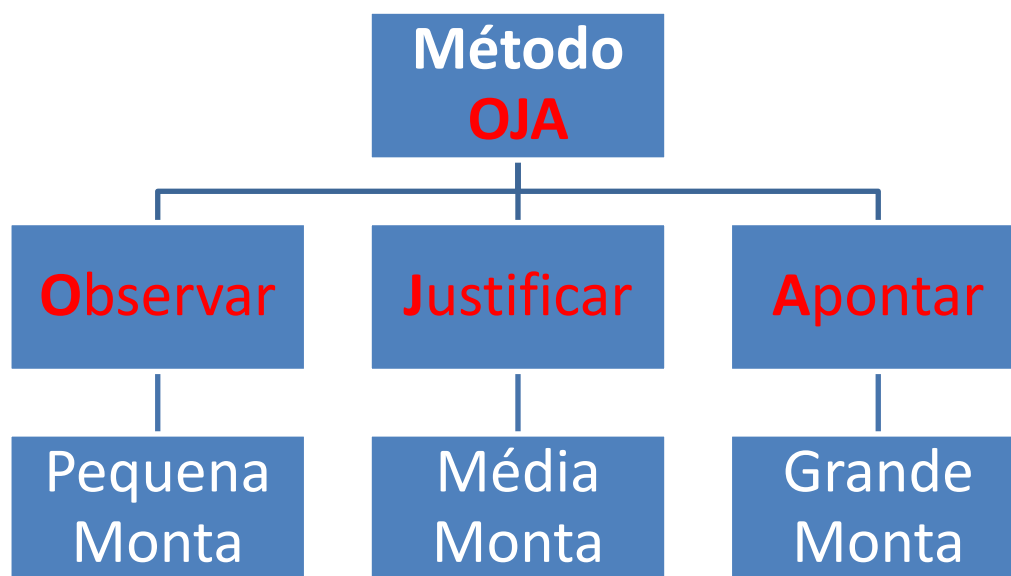 Método
OJA
Observar
Justificar
Apontar
Pequena
Monta
Média
Monta
Grande
Monta